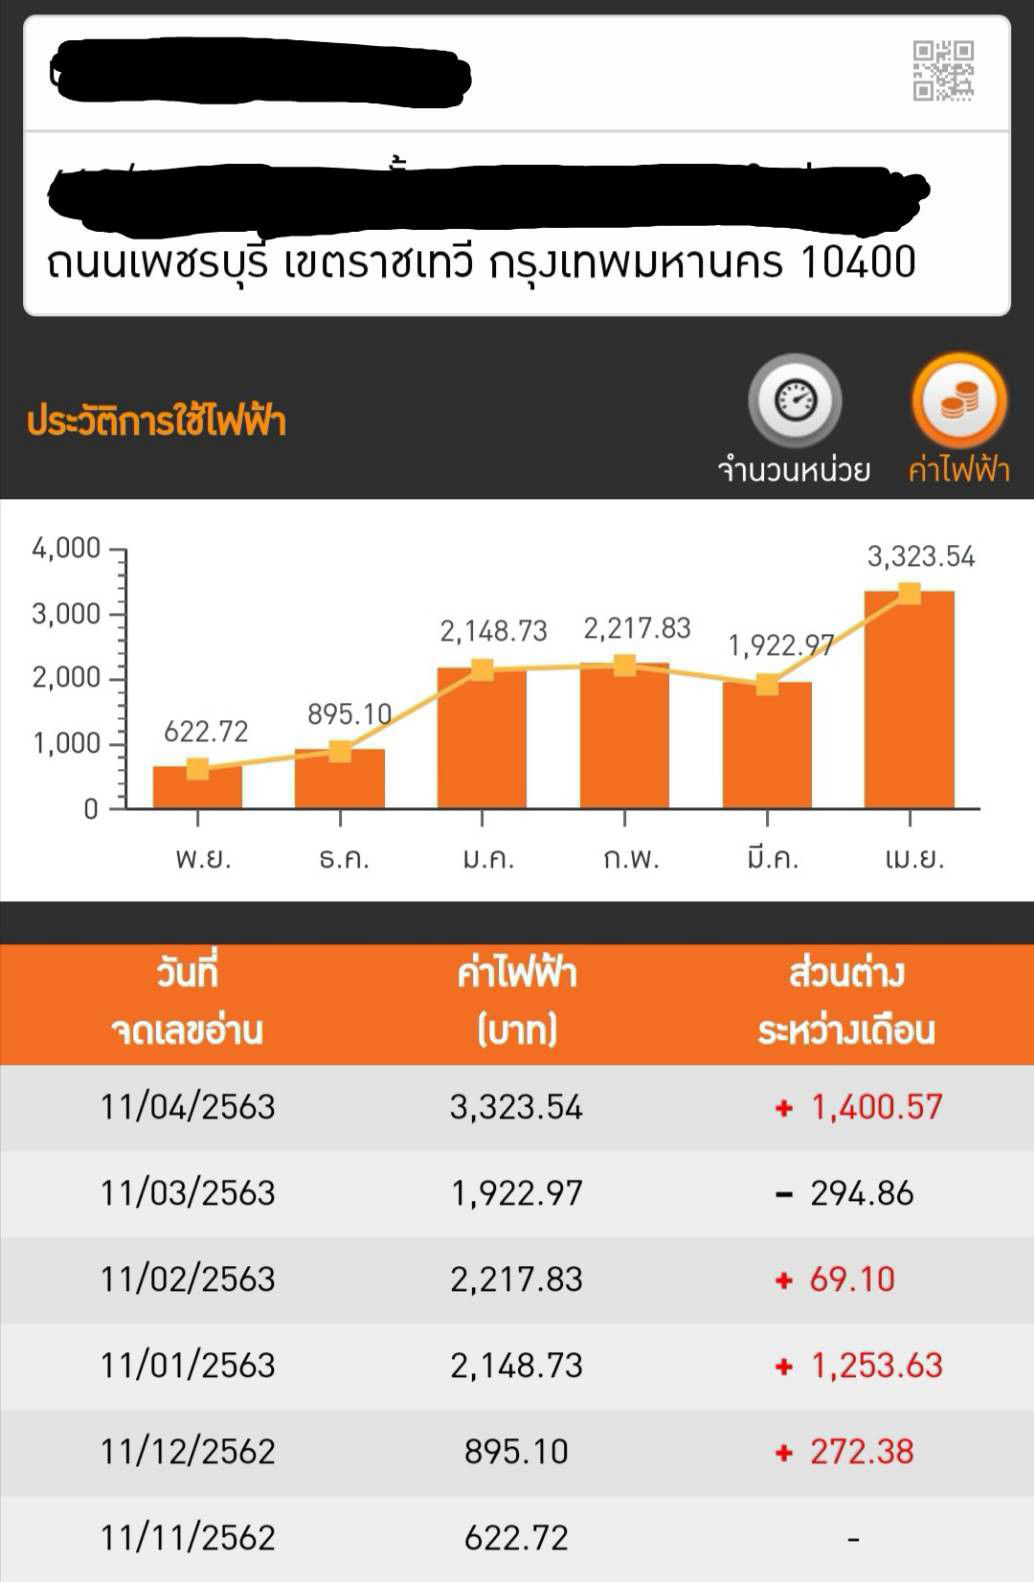 ถนนเพชรบุรี เขตราชเทวี กรุงเทพมหานคร 10400
ประวัติการใช้ไฟฟ้า
จำนวนหน่วย
ค่าไฟฟ้า
4,000
3,000
2,000
1,000
0
622.72
895.10
2,148.73
2,217.83
1,922.97
3,323.54
พ.ย. ธ.ค. ม.ค. ก.พ. มี.ค. เม.ย.
วันที่ ค่าไฟฟ้า ส่วนต่าง
จดเลขอ่าน (บาท) ระหว่างเดือน
11/04/2563 3,323.54 + 1,400.57
11/03/2563 1,922.97 - 294.86
11/02/2563 2,217.83 + 69.10
11/01/2563 2,148.73 + 1,253.63
11/12/2562 895.10 + 272.38
11/11/2562 622.72 -